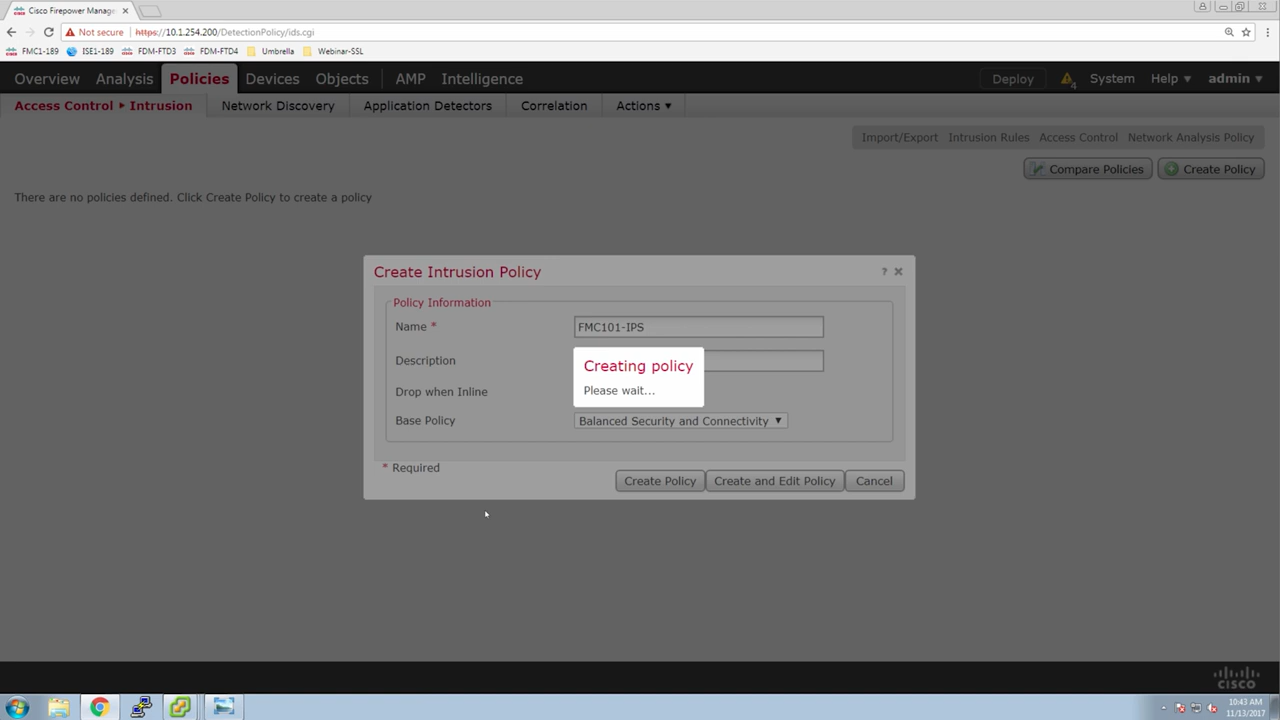 Cisco Firepower Manage
Not secure https://10.1.254.200/DetectionPolicy/ids.cgi
FMC1-189 ISE1-189 FDM-FTD3 FDM-FTD4 Umbrella Webinar-SSL
Overview Analysis Policies Devices Objects AMP Intelligence Deploy 4 System Help ▼ admin ▼
Access Control ▸ Intrusion Network Discovery Application Detectors Correlation Actions ▼
Import/Export Intrusion Rules Access Control Network Analysis Policy
Compare Policies Create Policy
There are no policies defined. Click Create Policy to create a policy
Create Intrusion Policy ?
Policy Information
Name * FMC101-IPS
Description
Creating policy
Please wait...
Drop when Inline
Base Policy Balanced Security and Connectivity ▼
* Required
Create Policy Create and Edit Policy Cancel
CISCO
10:43 AM
11/13/2017